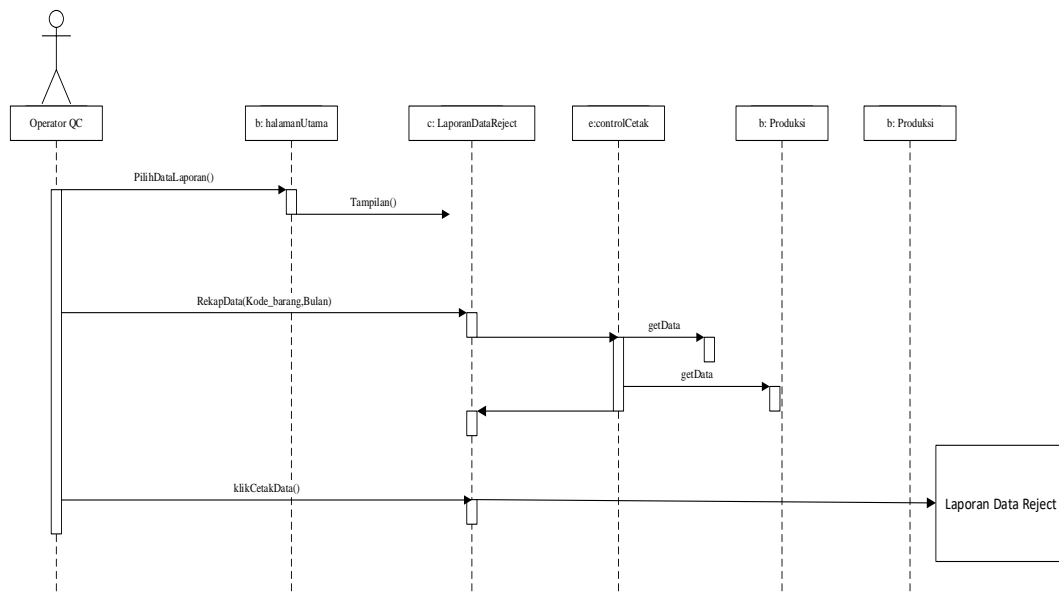 Operator QC
b: halamanUtama
c: LaporanDataReject
e:controlCetak
b: Produksi
b: Produksi
PilihDataLaporan()
Tampilan()
RekapData(Kode_barang,Bulan)
getData
getData
klikCetakData()
Laporan Data Reject